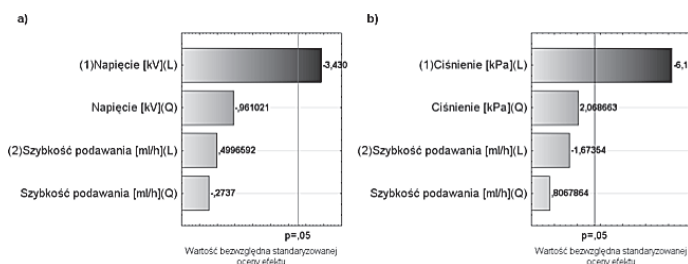 a)
(1)Napięcie [kV](L)
-3,430
Napięcie [kV](Q)
-,961021
(2)Szybkość podawania [ml/h](L)
,4996592
Szybkość podawania [ml/h](Q)
-,2737
p=,05
Wartość bezwzględna standaryzowanej
oceny efektu
b)
(1)Ciśnienie [kPa](L)
-6,1
Ciśnienie [kPa](Q)
2,068663
(2)Szybkość podawania [ml/h](L)
-1,67354
Szybkość podawania [ml/h](Q)
,8067864
p=,05
Wartość bezwzględna standaryzowanej
oceny efektu